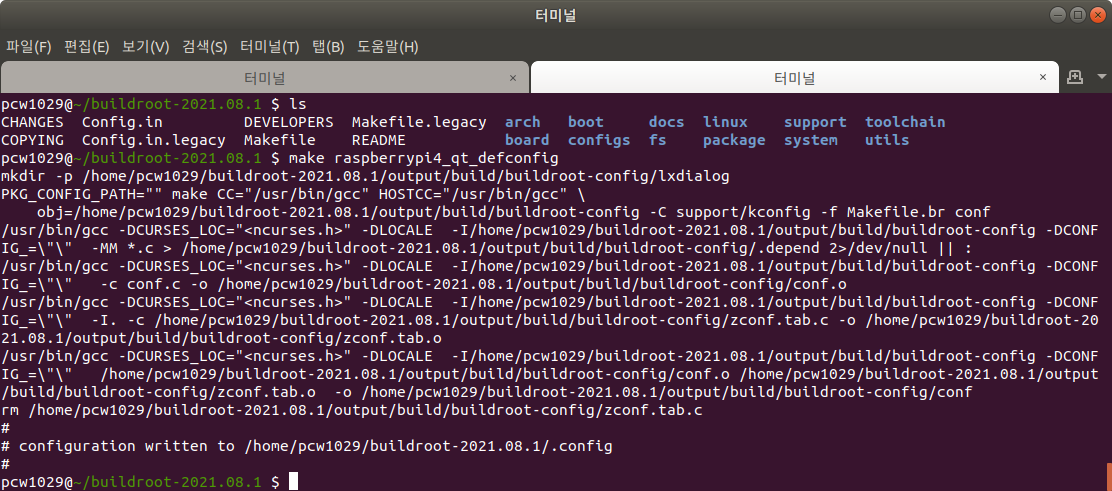 터미널
파일(F) 편집(E) 보기(V) 검색(S) 터미널(T) 탭(B) 도움말(H)
터미널 × 터미널 ×
pcw1029@~/buildroot-2021.08.1 $ ls
CHANGES  Config.in         DEVELOPERS  Makefile.legacy  arch   boot     docs  linux    support  toolchain
COPYING  Config.in.legacy  Makefile    README           board  configs  fs    package  system   utils
pcw1029@~/buildroot-2021.08.1 $ make raspberrypi4_qt_defconfig
mkdir -p /home/pcw1029/buildroot-2021.08.1/output/build/buildroot-config/lxdialog
PKG_CONFIG_PATH="" make CC="/usr/bin/gcc" HOSTCC="/usr/bin/gcc" \
    obj=/home/pcw1029/buildroot-2021.08.1/output/build/buildroot-config -C support/kconfig -f Makefile.br conf
/usr/bin/gcc -DCURSES_LOC="<ncurses.h>" -DLOCALE  -I/home/pcw1029/buildroot-2021.08.1/output/build/buildroot-config -DCONF
IG_=\"\"  -MM *.c > /home/pcw1029/buildroot-2021.08.1/output/build/buildroot-config/.depend 2>/dev/null || :
/usr/bin/gcc -DCURSES_LOC="<ncurses.h>" -DLOCALE  -I/home/pcw1029/buildroot-2021.08.1/output/build/buildroot-config -DCONF
IG_=\"\"   -c conf.c -o /home/pcw1029/buildroot-2021.08.1/output/build/buildroot-config/conf.o
/usr/bin/gcc -DCURSES_LOC="<ncurses.h>" -DLOCALE  -I/home/pcw1029/buildroot-2021.08.1/output/build/buildroot-config -DCONF
IG_=\"\"  -I. -c /home/pcw1029/buildroot-2021.08.1/output/build/buildroot-config/zconf.tab.c -o /home/pcw1029/buildroot-20
21.08.1/output/build/buildroot-config/zconf.tab.o
/usr/bin/gcc -DCURSES_LOC="<ncurses.h>" -DLOCALE  -I/home/pcw1029/buildroot-2021.08.1/output/build/buildroot-config -DCONF
IG_=\"\"   /home/pcw1029/buildroot-2021.08.1/output/build/buildroot-config/conf.o /home/pcw1029/buildroot-2021.08.1/output
/build/buildroot-config/zconf.tab.o  -o /home/pcw1029/buildroot-2021.08.1/output/build/buildroot-config/conf
rm /home/pcw1029/buildroot-2021.08.1/output/build/buildroot-config/zconf.tab.c
#
# configuration written to /home/pcw1029/buildroot-2021.08.1/.config
#
pcw1029@~/buildroot-2021.08.1 $